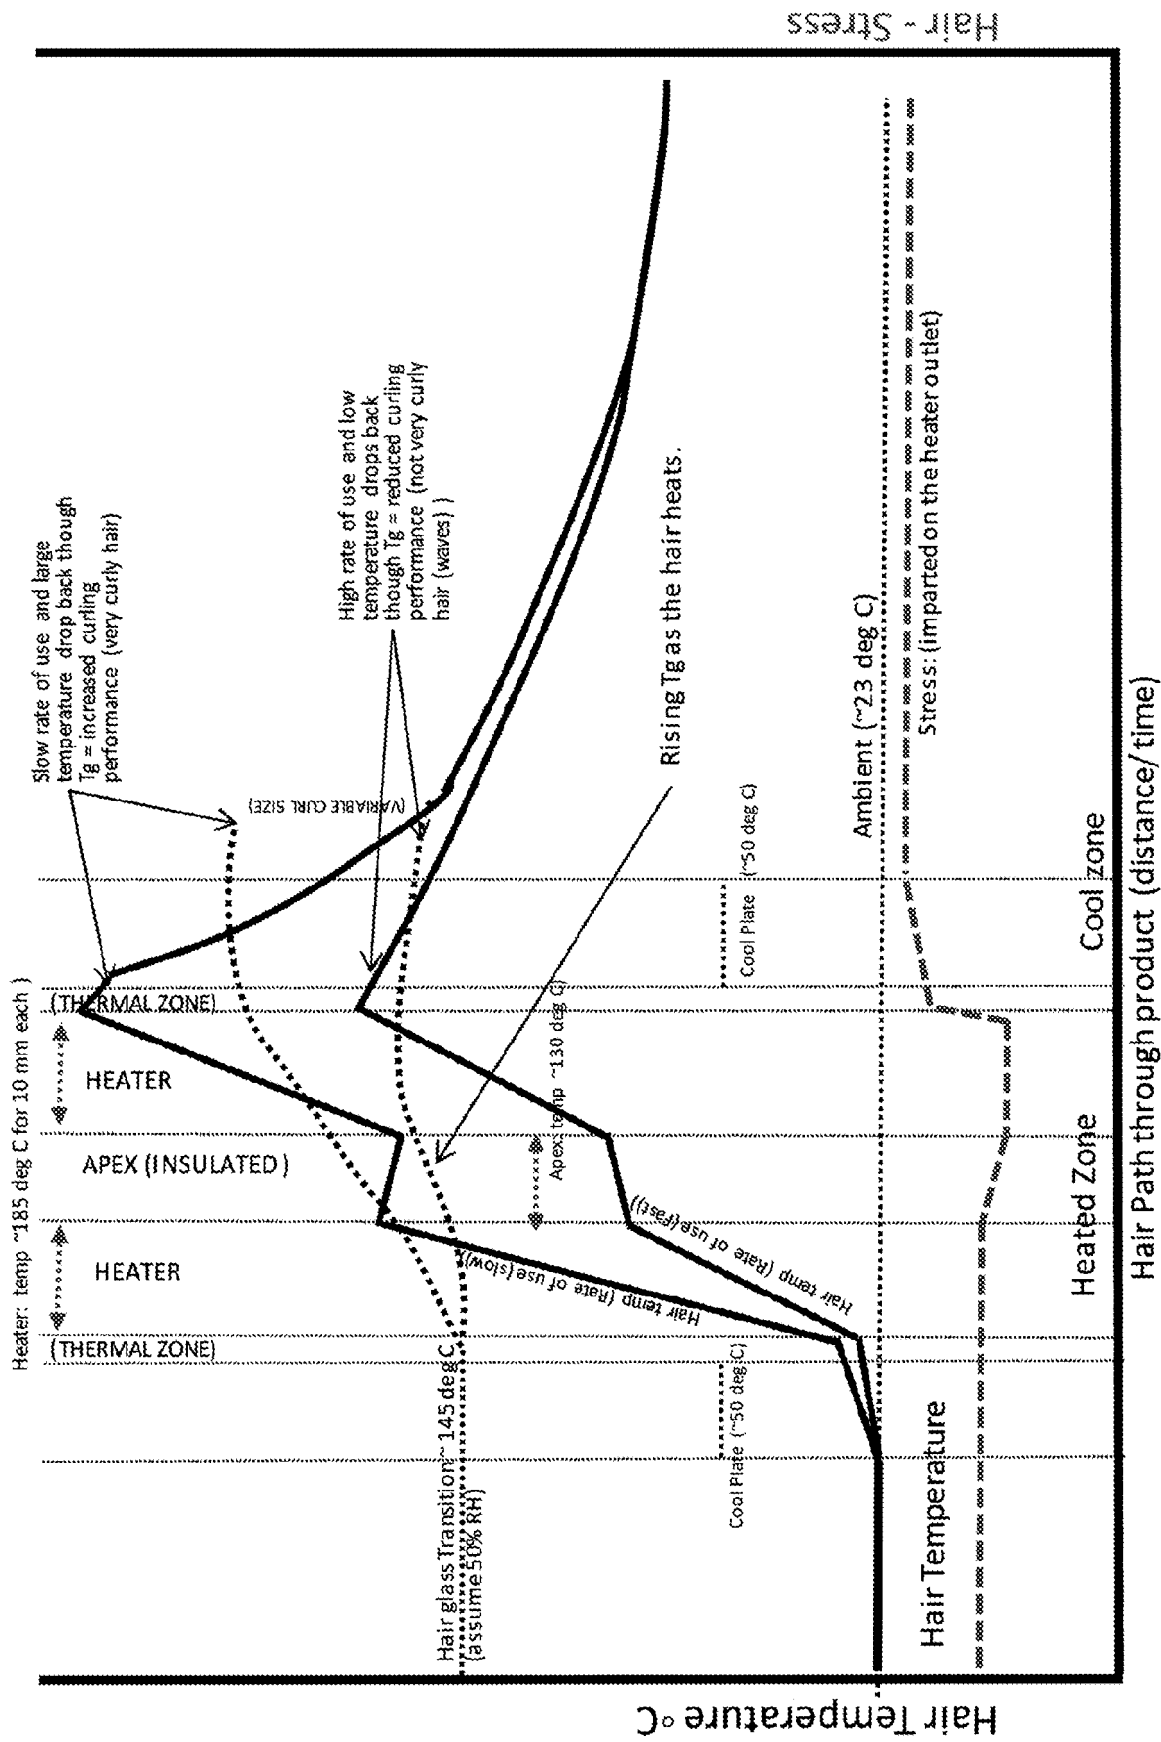 Heater: temp ~185 deg C for 10 mm each )
(THERMAL ZONE)
HEATER
APEX (INSULATED )
HEATER
(THERMAL ZONE)
Slow rate of use and large
temperature drop back though
Tg = increased curling
performance (very curly hair)
High rate of use and low
temperature drops back
though Tg = reduced curling
performance (not very curly
hair (waves) )
(VARIABLE CURL SIZE)
Rising Tg as the hair heats.
Hair glass Transition~ 145 deg C
(assume 50% RH)
Hair temp (Rate of use (slow))
Hair temp (Rate of use (Fast))
Apex temp ~130 deg C)
Cool Plate (~50 deg C)
Cool Plate (~50 deg C)
Ambient (~23 deg C)
Stress: (imparted on the heater outlet)
Hair Temperature
Heated Zone
Cool zone
Hair Path through product (distance/time)
Hair Temperature °C
Hair - Stress